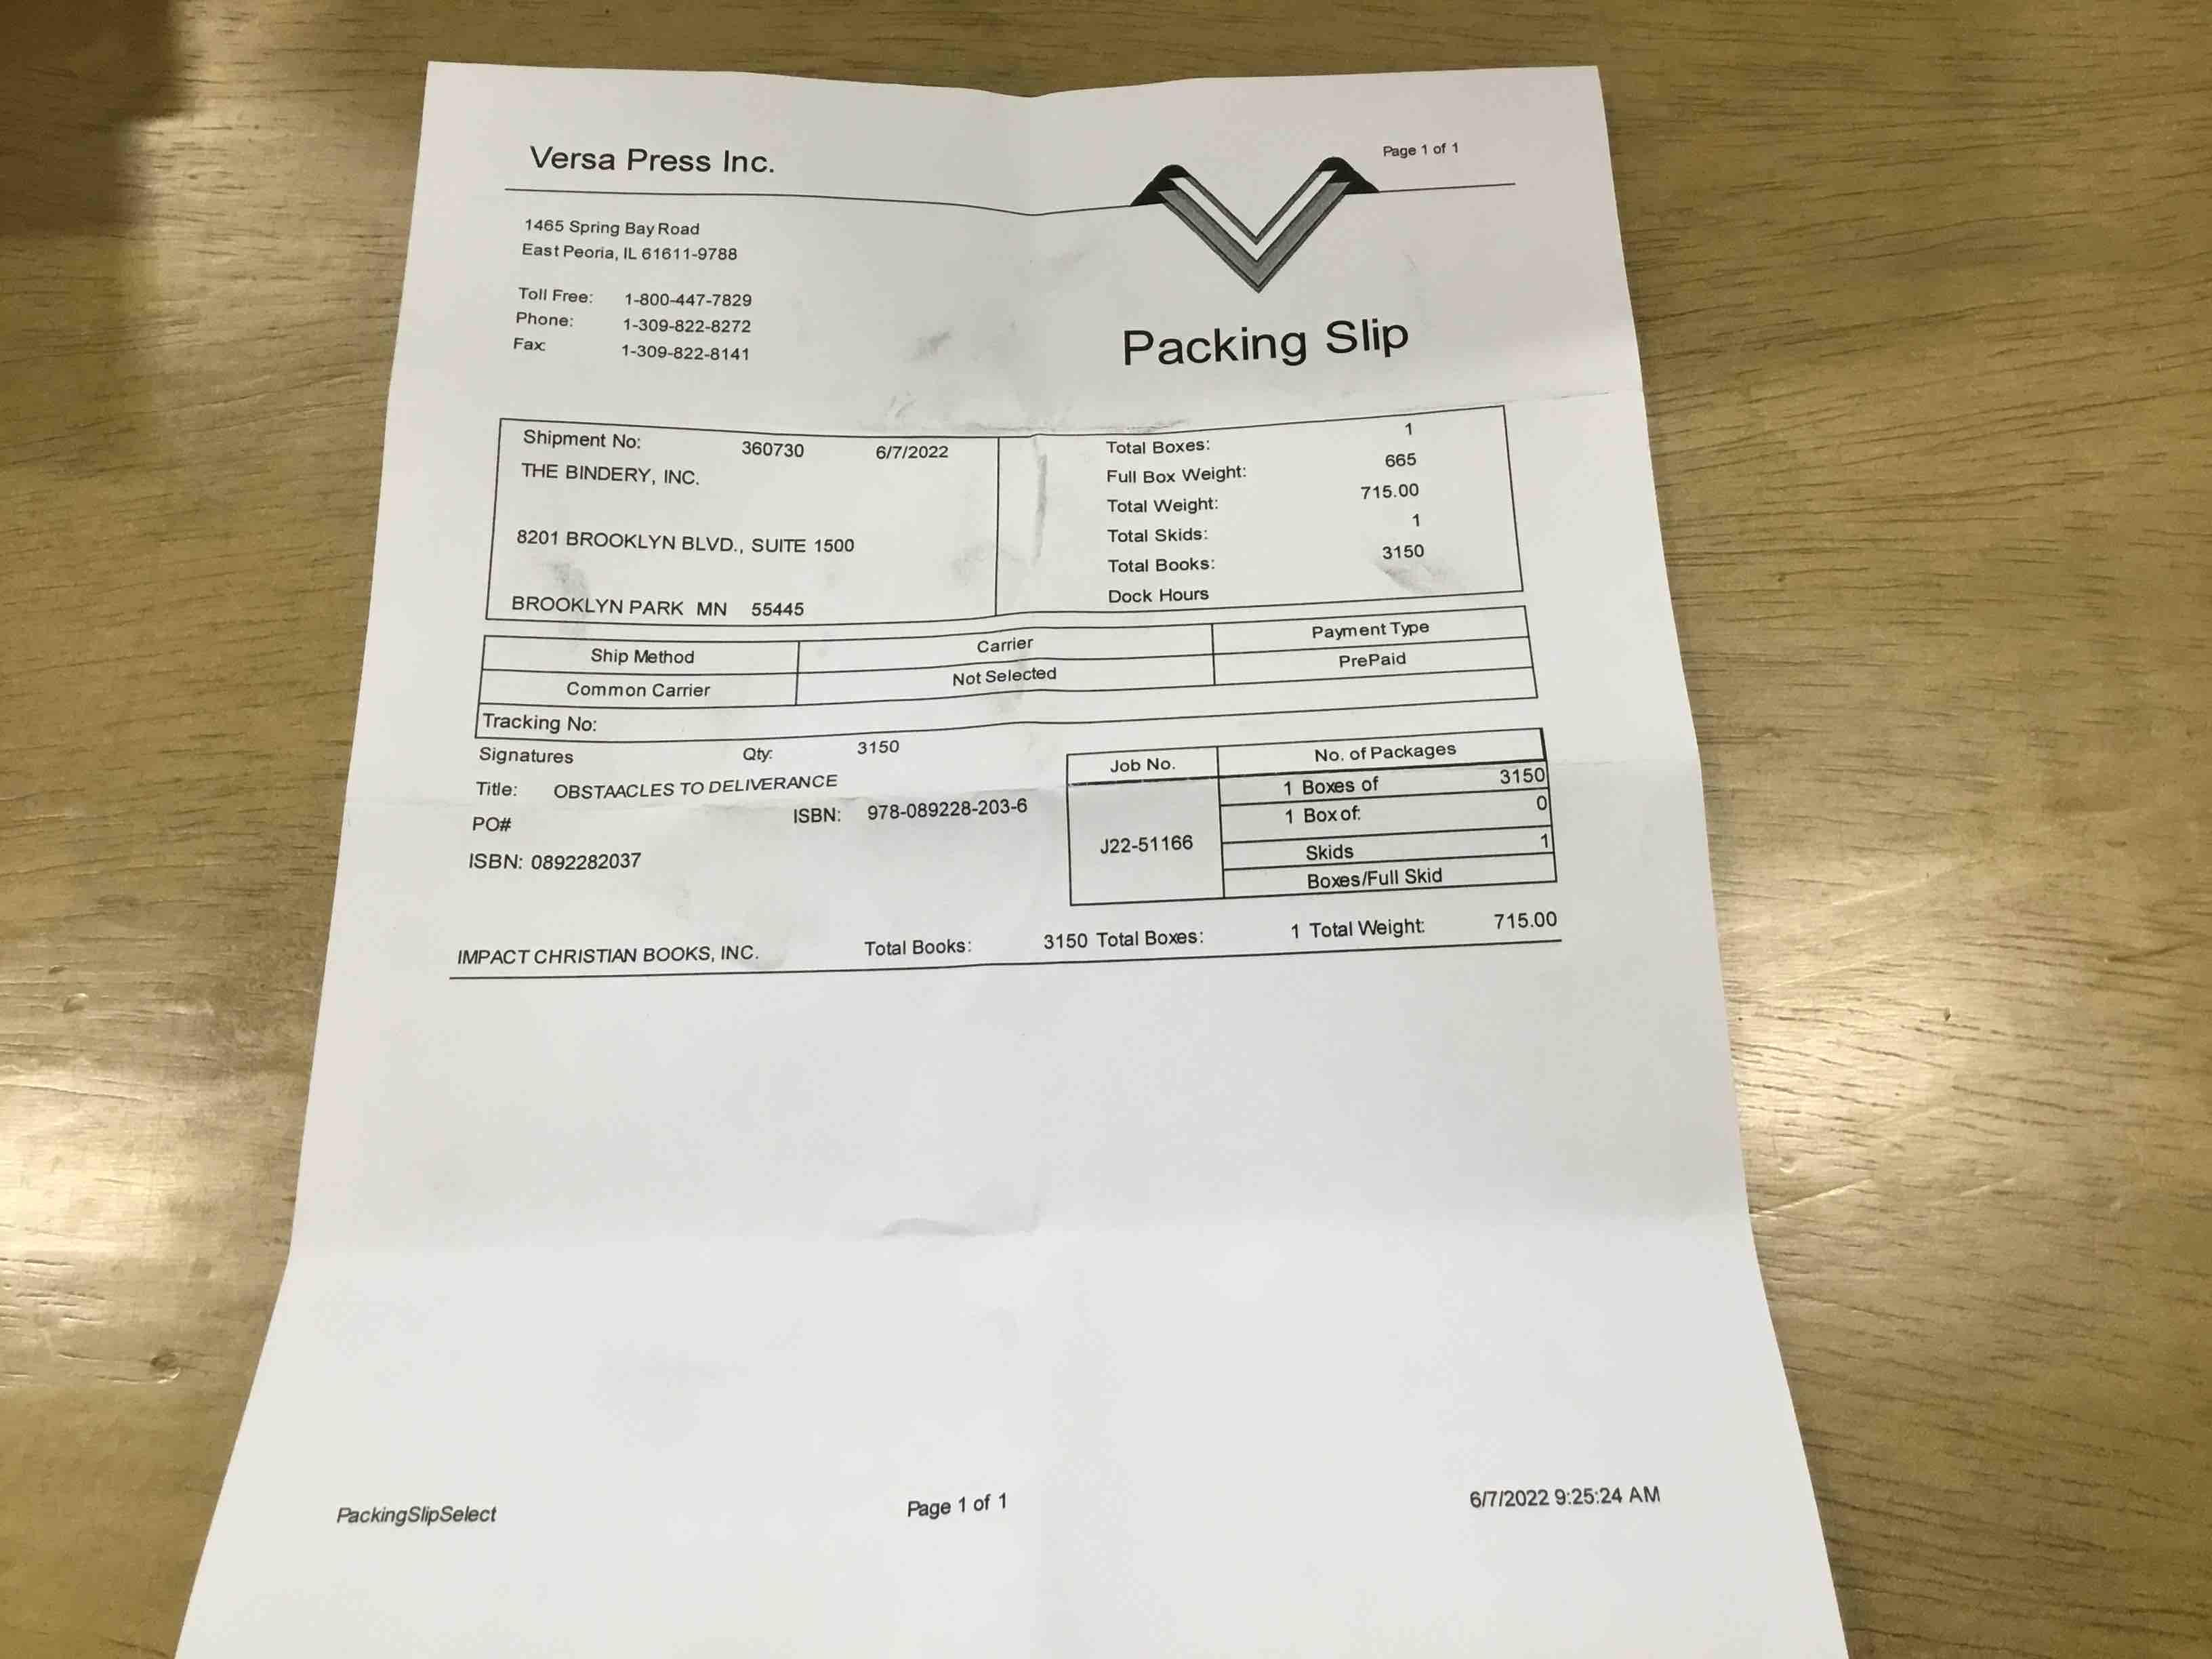 Page 1 of 1
Versa Press Inc.
1465 Spring Bay Road
East Peoria, IL 61611-9788
Toll Free: 1-800-447-7829
Phone: 1-309-822-8272
Fax: 1-309-822-8141
Packing Slip
Shipment No: 360730 6/7/2022
THE BINDERY, INC.
8201 BROOKLYN BLVD., SUITE 1500
BROOKLYN PARK MN 55445
Total Boxes: 1
Full Box Weight: 665
Total Weight: 715.00
Total Skids: 1
Total Books: 3150
Dock Hours
Ship Method Carrier Payment Type
Common Carrier Not Selected PrePaid
Tracking No:
Signatures Qty: 3150
Title: OBSTAACLES TO DELIVERANCE
PO# ISBN: 978-089228-203-6
ISBN: 0892282037
Job No. No. of Packages
J22-51166
1 Boxes of 3150
1 Box of: 0
Skids 1
Boxes/Full Skid
IMPACT CHRISTIAN BOOKS, INC. Total Books: 3150 Total Boxes: 1 Total Weight: 715.00
PackingSlipSelect Page 1 of 1 6/7/2022 9:25:24 AM